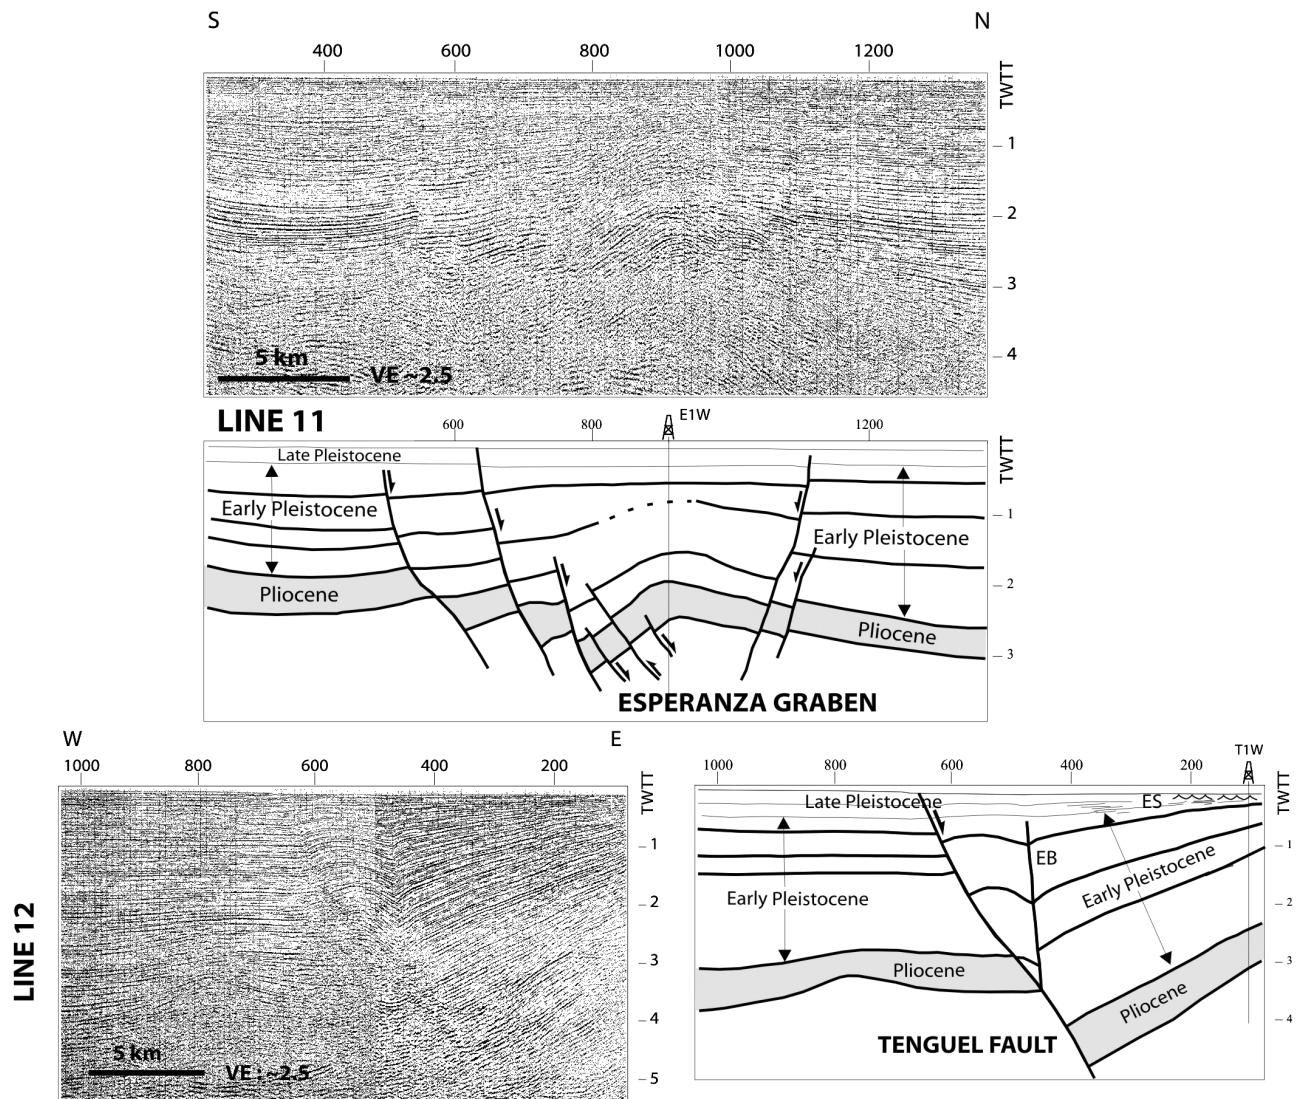 S N
400 600 800 1000 1200
TWTT
1
2
3
4
5 km
VE ~2.5
LINE 11
600 800 E1W 1200
TWTT
Late Pleistocene
Early Pleistocene
Early Pleistocene
Pliocene
Pliocene
1
2
3
ESPERANZA GRABEN
W E
1000 800 600 400 200
TWTT
1
2
3
4
5
LINE 12
5 km
VE : ~2.5
T1W
1000 800 600 400 200
TWTT
Late Pleistocene
ES
EB
Early Pleistocene
Early Pleistocene
Pliocene
Pliocene
1
2
3
4
TENGUEL FAULT